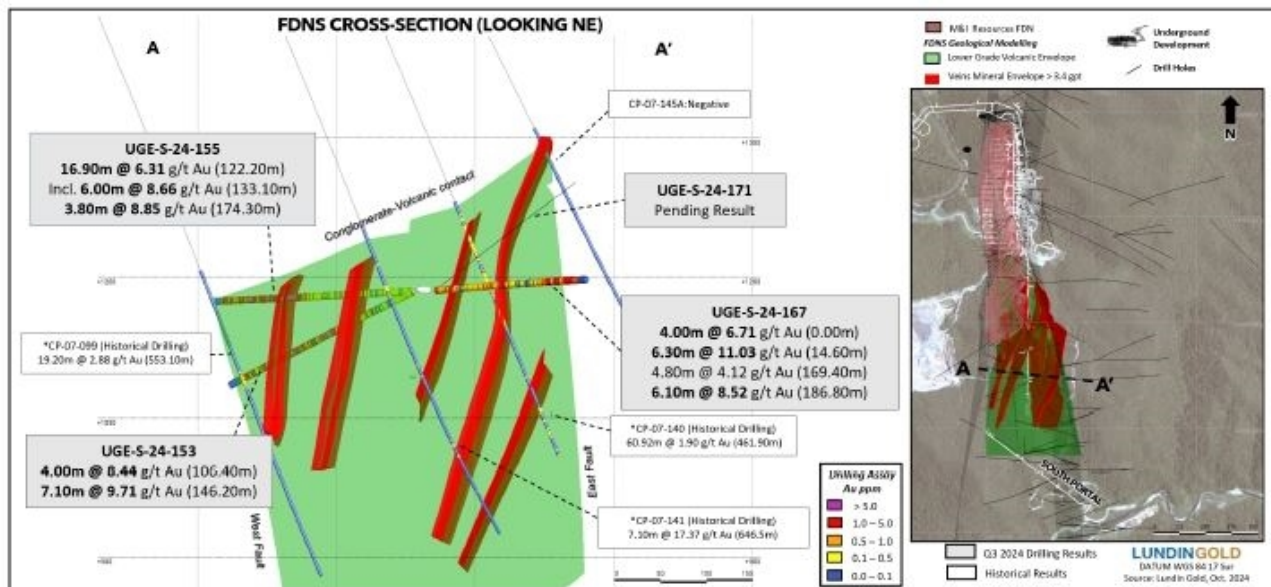 FDNS CROSS-SECTION (LOOKING NE)
A
A'
CP-07-145A:Negative
UGE-S-24-155
16.90m @ 6.31 g/t Au (122.20m)
Incl. 6.00m @ 8.66 g/t Au (133.10m)
3.80m @ 8.85 g/t Au (174.30m)
Conglomerate-Volcanic contact
UGE-S-24-171
Pending Result
*CP-07-099 (Historical Drilling)
19.20m @ 2.88 g/t Au (553.10m)
UGE-S-24-167
4.00m @ 6.71 g/t Au (0.00m)
6.30m @ 11.03 g/t Au (14.60m)
4.80m @ 4.12 g/t Au (169.40m)
6.10m @ 8.52 g/t Au (186.80m)
UGE-S-24-153
4.00m @ 8.44 g/t Au (106.40m)
7.10m @ 9.71 g/t Au (146.20m)
*CP-07-140 (Historical Drilling)
60.92m @ 1.90 g/t Au (461.90m)
*CP-07-141 (Historical Drilling)
7.10m @ 17.37 g/t Au (646.5m)
West Fault
East Fault
Drilling Assay
Au ppm
> 5.0
1.0 – 5.0
0.5 – 1.0
0.1 – 0.5
0.0 – 0.1
M&I Resources FDN
FDNS Geological Modelling
Lower Grade Volcanic Envelope
Veins Mineral Envelope > 3.4 gpt
Underground
Development
Drill Holes
N
A
A'
SOUTH PORTAL
Q3 2024 Drilling Results
Historical Results
LUNDINGOLD
DATUM WGS 84 17 Sur
Source: Lundin Gold, Oct. 2024